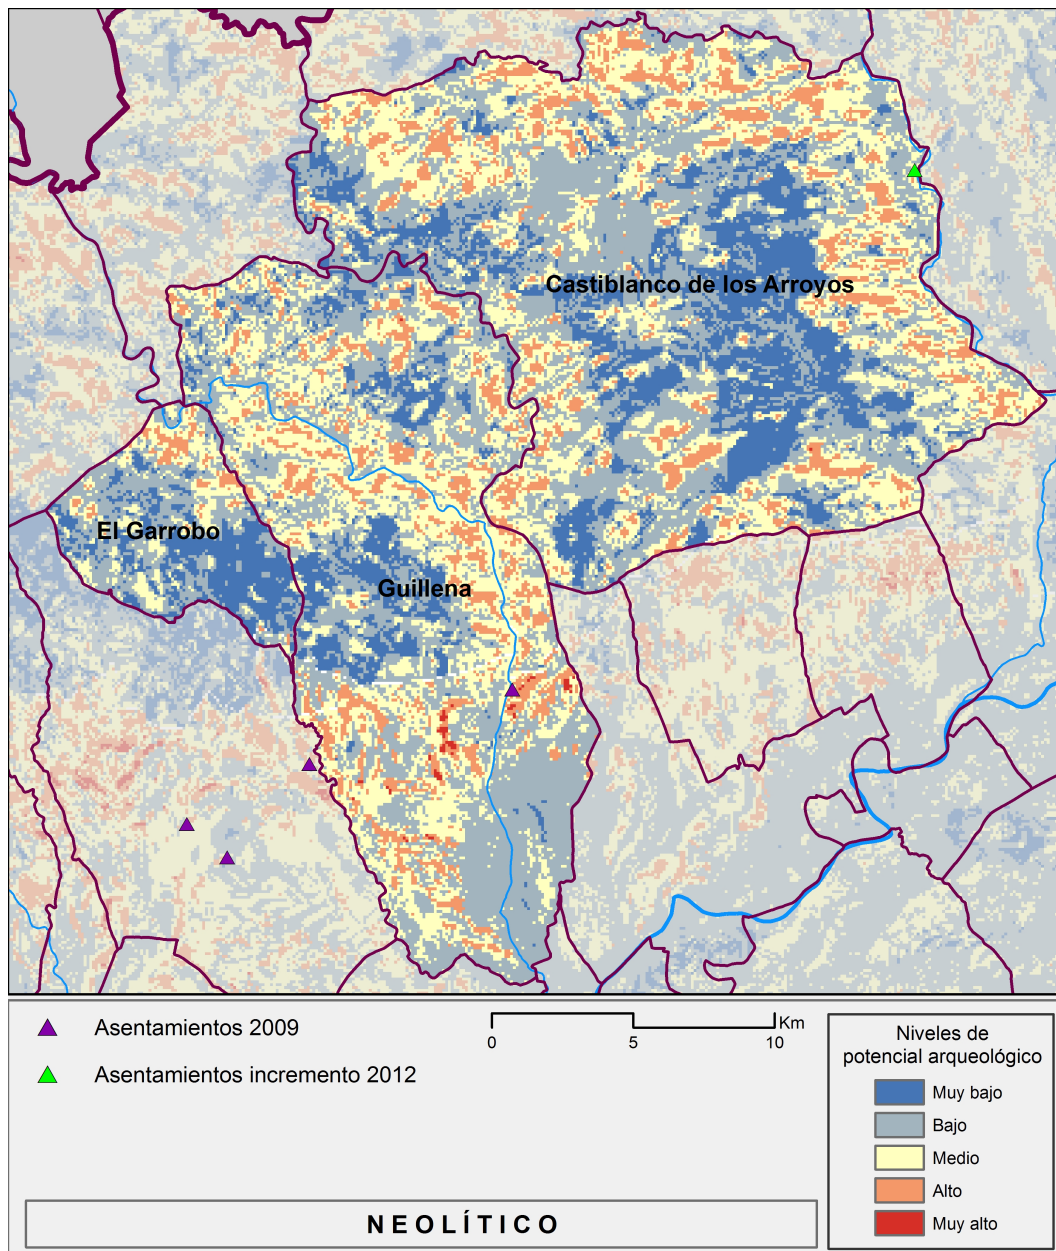 Castiblanco de los Arroyos
El Garrobo
Guillena
Asentamientos 2009
Asentamientos incremento 2012
Km
0 5 10
Niveles de
potencial arqueológico
Muy bajo
Bajo
Medio
Alto
Muy alto
NEOLÍTICO